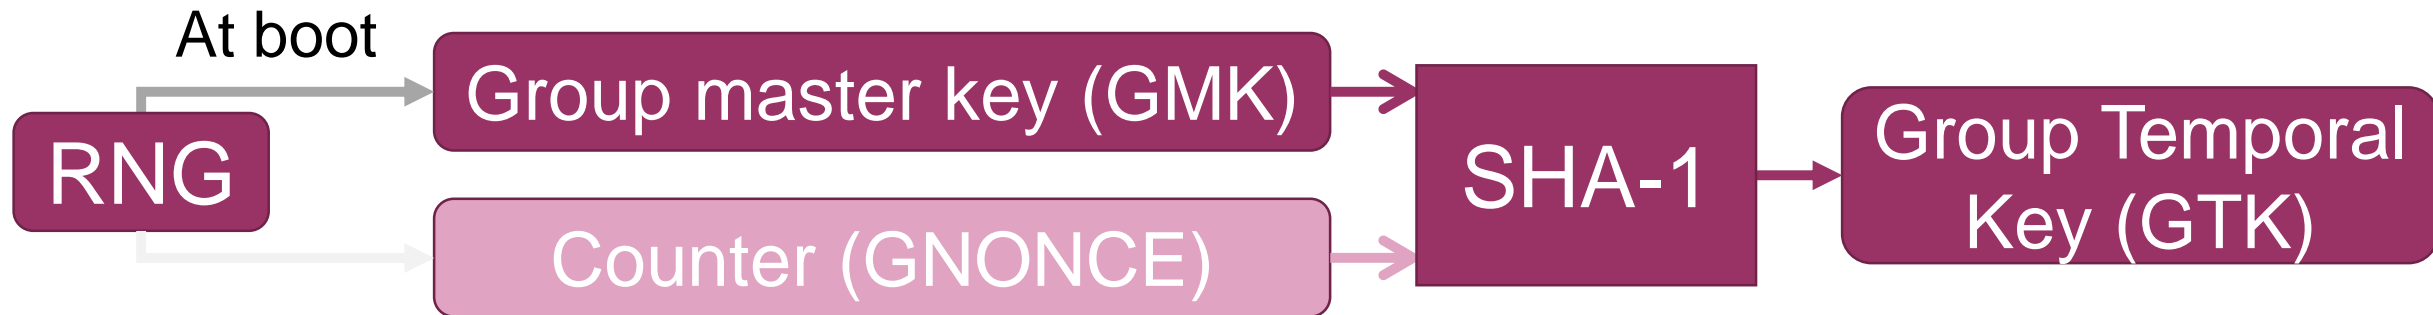 At boot
RNG
Group master key (GMK)
Counter (GNONCE)
SHA-1
Group Temporal
Key (GTK)